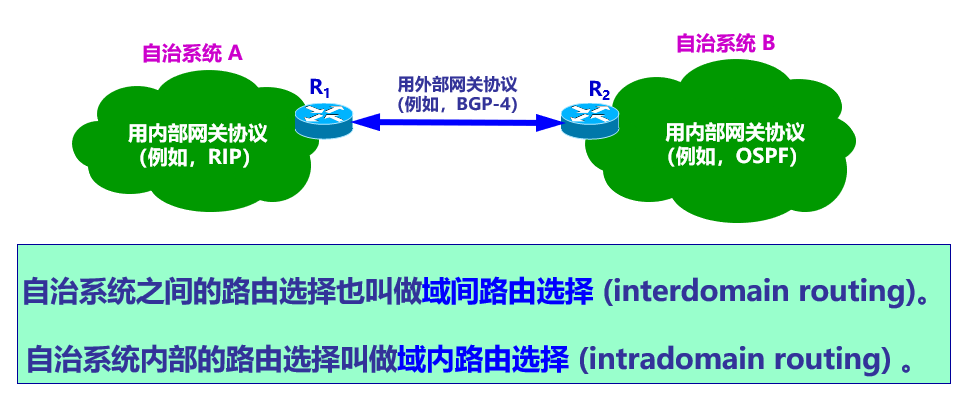 自治系统 A
自治系统 B
R1
用外部网关协议
(例如，BGP-4)
R2
用内部网关协议
(例如，RIP)
用内部网关协议
(例如，OSPF)
自治系统之间的路由选择也叫做域间路由选择 (interdomain routing)。
自治系统内部的路由选择叫做域内路由选择 (intradomain routing) 。